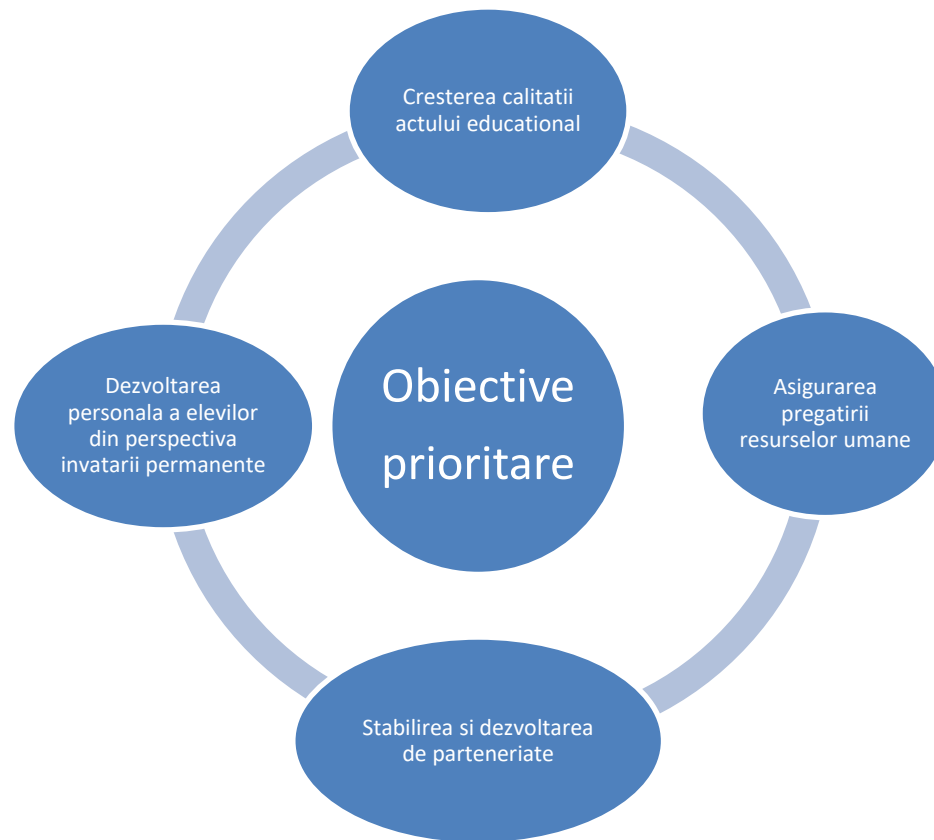 Cresterea calitatii
actului educational
Dezvoltarea
personala a elevilor
din perspectiva
invatarii permanente
Obiective
prioritare
Asigurarea
pregatirii
resurselor umane
Stabilirea si dezvoltarea
de parteneriate